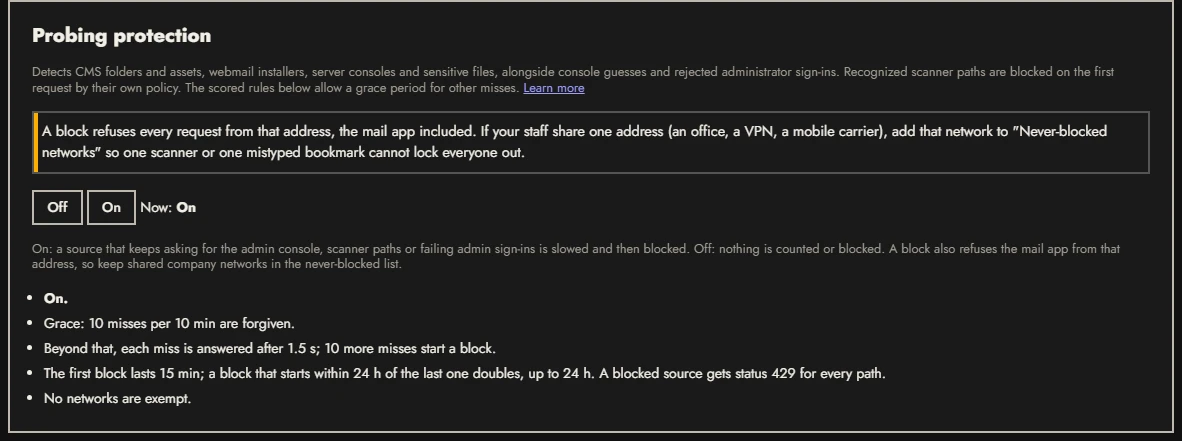 Probing protection
Detects CMS folders and assets, webmail installers, server consoles and sensitive files, alongside console guesses and rejected administrator sign-ins. Recognized scanner paths are blocked on the first
request by their own policy. The scored rules below allow a grace period for other misses. Learn more
A block refuses every request from that address, the mail app included. If your staff share one address (an office, a VPN, a mobile carrier), add that network to "Never-blocked
networks" so one scanner or one mistyped bookmark cannot lock everyone out.
Off On Now: On
On: a source that keeps asking for the admin console, scanner paths or failing admin sign-ins is slowed and then blocked. Off: nothing is counted or blocked. A block also refuses the mail app from that
address, so keep shared company networks in the never-blocked list.
On.
Grace: 10 misses per 10 min are forgiven.
Beyond that, each miss is answered after 1.5 s; 10 more misses start a block.
The first block lasts 15 min; a block that starts within 24 h of the last one doubles, up to 24 h. A blocked source gets status 429 for every path.
No networks are exempt.